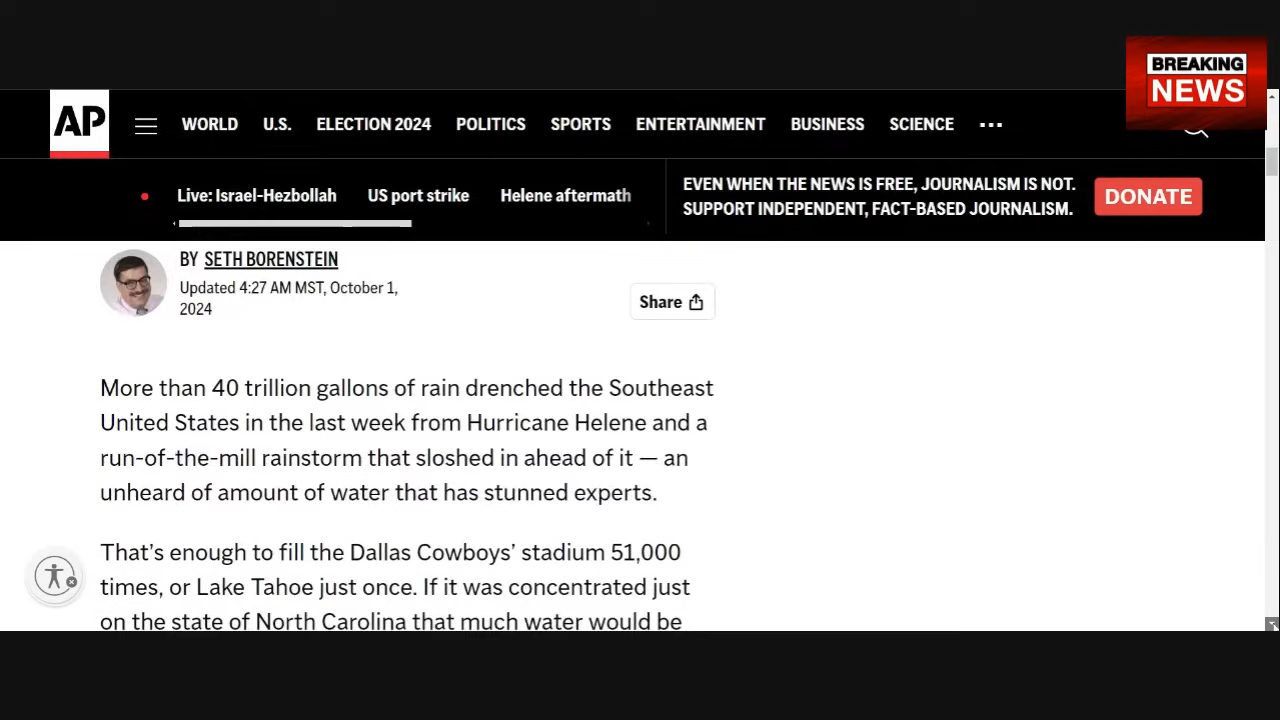 BREAKING
NEWS
AP
WORLD U.S. ELECTION 2024 POLITICS SPORTS ENTERTAINMENT BUSINESS SCIENCE
Live: Israel-Hezbollah US port strike Helene aftermath
EVEN WHEN THE NEWS IS FREE, JOURNALISM IS NOT.
SUPPORT INDEPENDENT, FACT-BASED JOURNALISM.
DONATE
BY SETH BORENSTEIN
Updated 4:27 AM MST, October 1,
2024
Share
More than 40 trillion gallons of rain drenched the Southeast
United States in the last week from Hurricane Helene and a
run-of-the-mill rainstorm that sloshed in ahead of it — an
unheard of amount of water that has stunned experts.
That’s enough to fill the Dallas Cowboys’ stadium 51,000
times, or Lake Tahoe just once. If it was concentrated just
on the state of North Carolina that much water would be